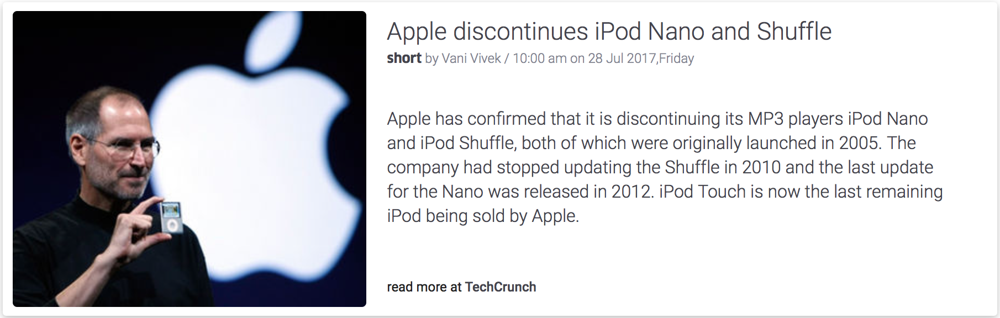 Apple discontinues iPod Nano and Shuffle
short by Vani Vivek / 10:00 am on 28 Jul 2017,Friday
Apple has confirmed that it is discontinuing its MP3 players iPod Nano
and iPod Shuffle, both of which were originally launched in 2005. The
company had stopped updating the Shuffle in 2010 and the last update
for the Nano was released in 2012. iPod Touch is now the last remaining
iPod being sold by Apple.
read more at TechCrunch